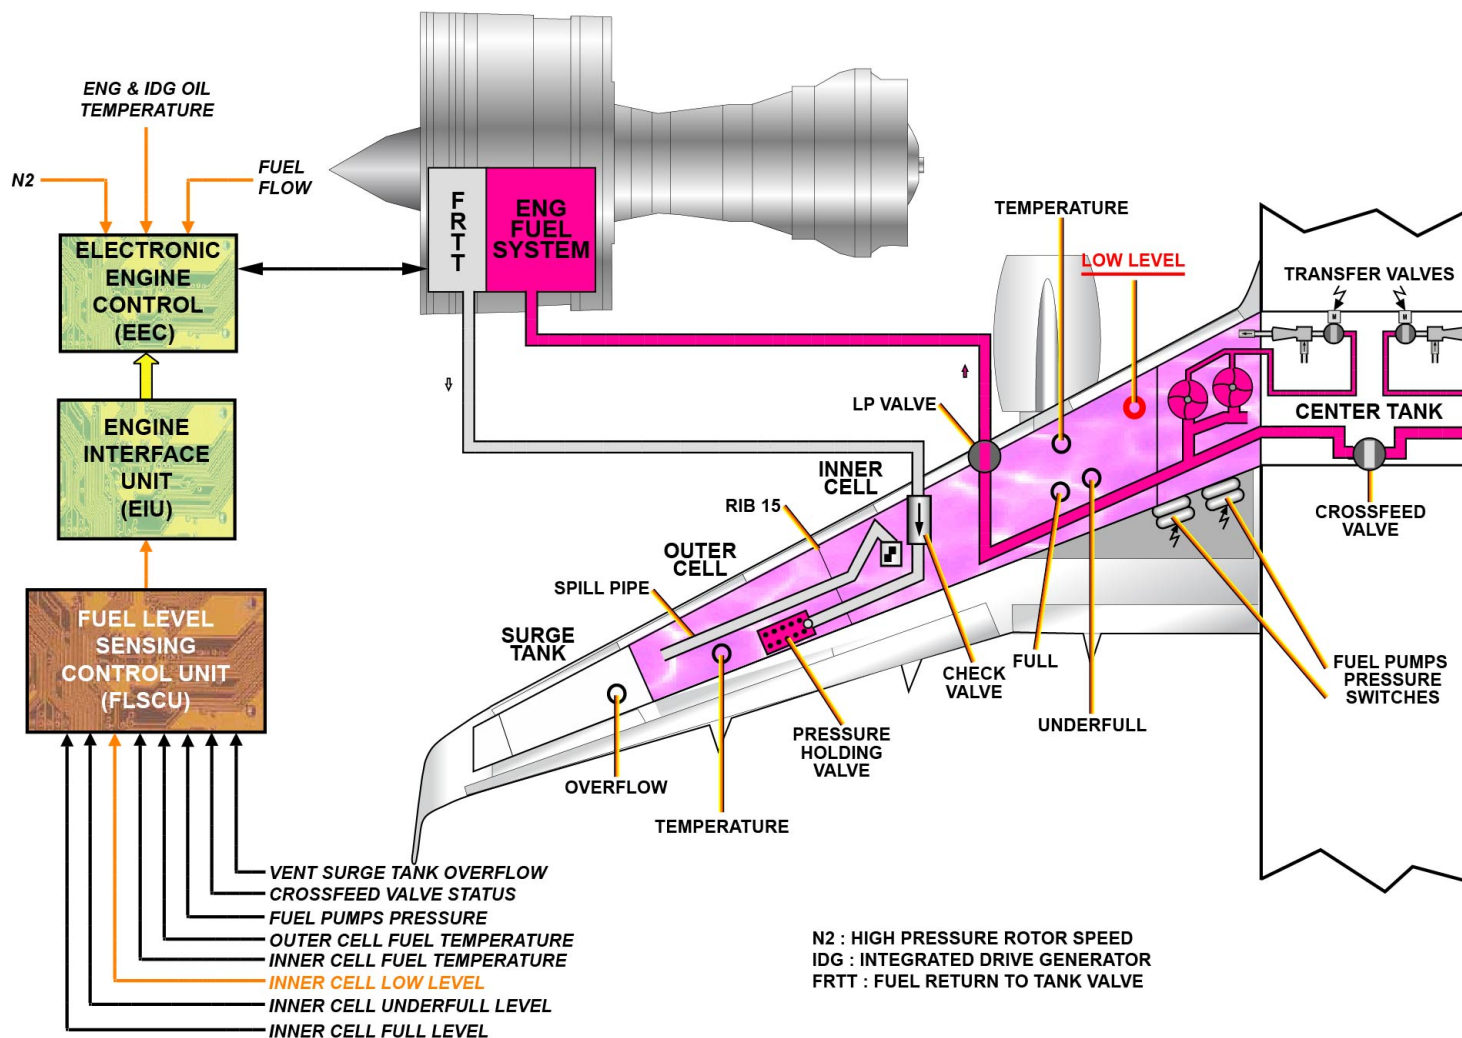 ENG & IDG OIL
TEMPERATURE
N2
FUEL
FLOW
ELECTRONIC
ENGINE
CONTROL
(EEC)
ENGINE
INTERFACE
UNIT
(EIU)
FUEL LEVEL
SENSING
CONTROL UNIT
(FLSCU)
VENT SURGE TANK OVERFLOW
CROSSFEED VALVE STATUS
FUEL PUMPS PRESSURE
OUTER CELL FUEL TEMPERATURE
INNER CELL FUEL TEMPERATURE
INNER CELL LOW LEVEL
INNER CELL UNDERFULL LEVEL
INNER CELL FULL LEVEL
F
R
T
T
ENG
FUEL
SYSTEM
TEMPERATURE
LOW LEVEL
TRANSFER VALVES
M
M
LP VALVE
CENTER TANK
INNER
CELL
RIB 15
CROSSFEED
VALVE
OUTER
CELL
SPILL PIPE
SURGE
TANK
CHECK
VALVE
FULL
FUEL PUMPS
PRESSURE
SWITCHES
UNDERFULL
PRESSURE
HOLDING
VALVE
OVERFLOW
TEMPERATURE
N2 : HIGH PRESSURE ROTOR SPEED
IDG : INTEGRATED DRIVE GENERATOR
FRTT : FUEL RETURN TO TANK VALVE